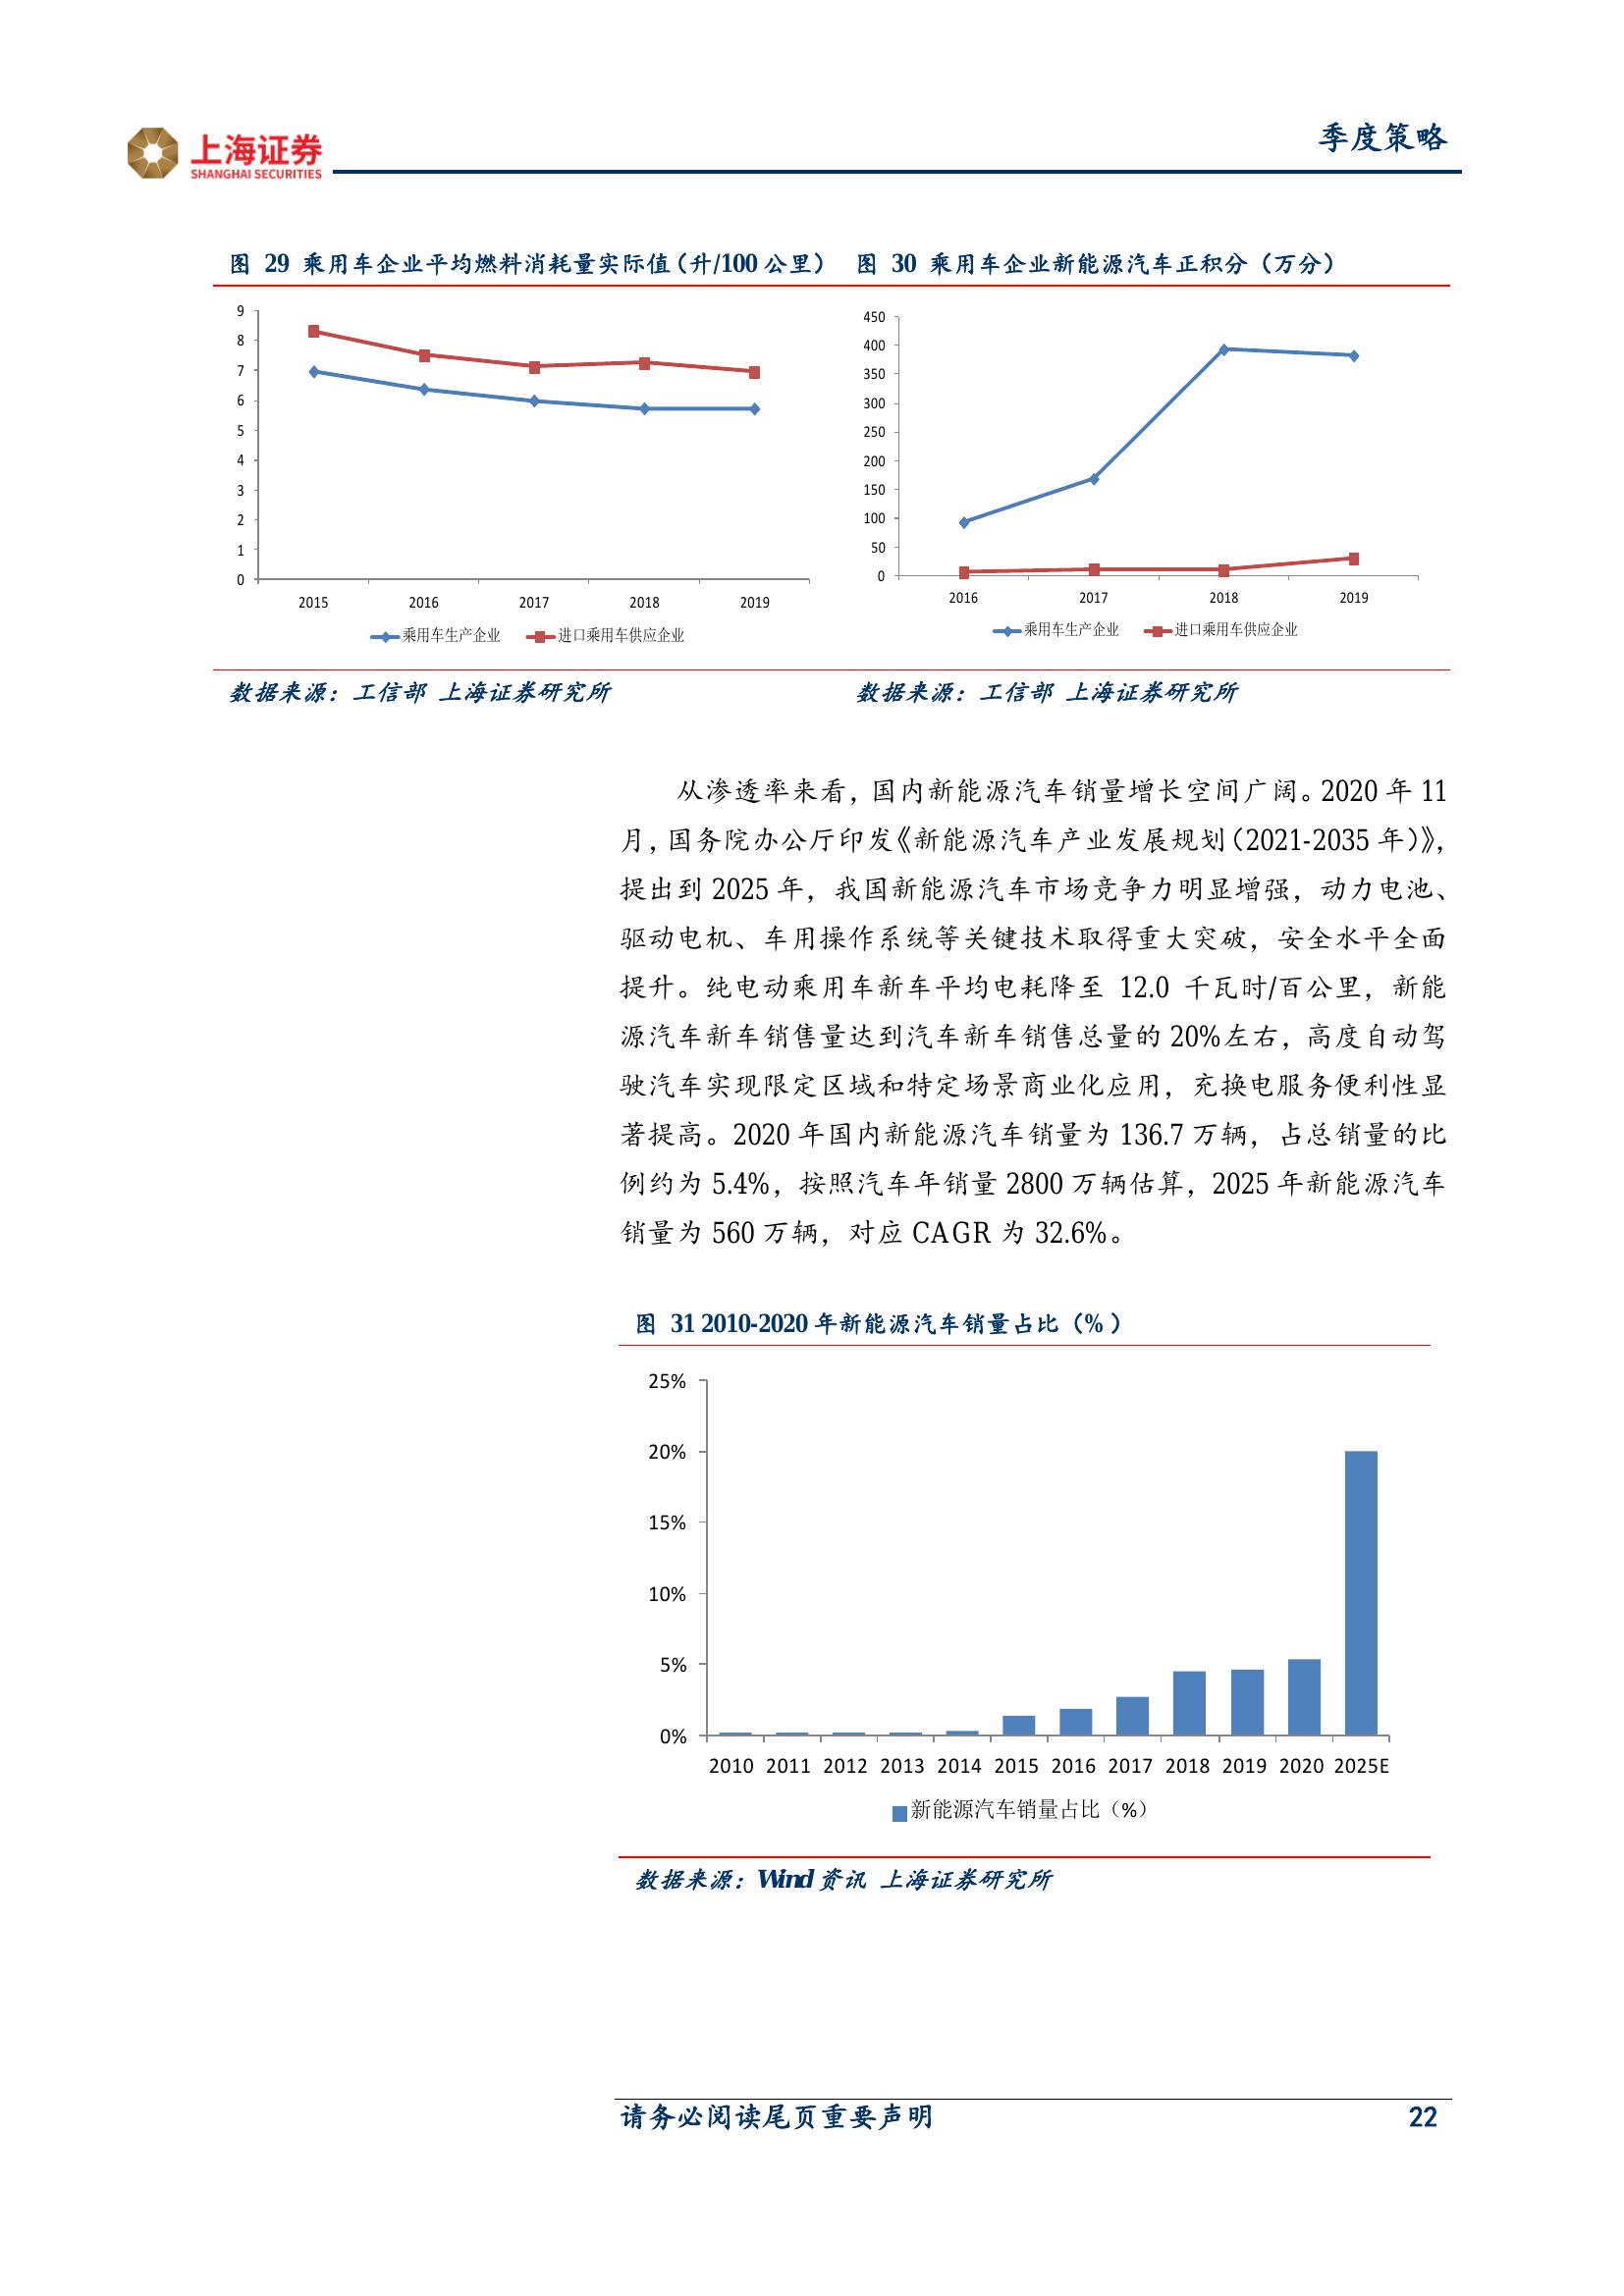 上海证券
SHANGHAI SECURITIES
季度策略
图 29 乘用车企业平均燃料消耗量实际值（升/100 公里）
9
8
7
6
5
4
3
2
1
0
2015 2016 2017 2018 2019
乘用车生产企业 进口乘用车供应企业
数据来源：工信部 上海证券研究所
图 30 乘用车企业新能源汽车正积分（万分）
450
400
350
300
250
200
150
100
50
0
2016 2017 2018 2019
乘用车生产企业 进口乘用车供应企业
数据来源：工信部 上海证券研究所
从渗透率来看，国内新能源汽车销量增长空间广阔。2020 年 11
月，国务院办公厅印发《新能源汽车产业发展规划（2021-2035 年）》，
提出到 2025 年，我国新能源汽车市场竞争力明显增强，动力电池、
驱动电机、车用操作系统等关键技术取得重大突破，安全水平全面
提升。纯电动乘用车新车平均电耗降至 12.0 千瓦时/百公里，新能
源汽车新车销售量达到汽车新车销售总量的 20%左右，高度自动驾
驶汽车实现限定区域和特定场景商业化应用，充换电服务便利性显
著提高。2020 年国内新能源汽车销量为 136.7 万辆，占总销量的比
例约为 5.4%，按照汽车年销量 2800 万辆估算，2025 年新能源汽车
销量为 560 万辆，对应 CAGR 为 32.6%。
图 31 2010-2020 年新能源汽车销量占比（%）
25%
20%
15%
10%
5%
0%
2010 2011 2012 2013 2014 2015 2016 2017 2018 2019 2020 2025E
新能源汽车销量占比（%）
数据来源：Wind 资讯 上海证券研究所
请务必阅读尾页重要声明 22